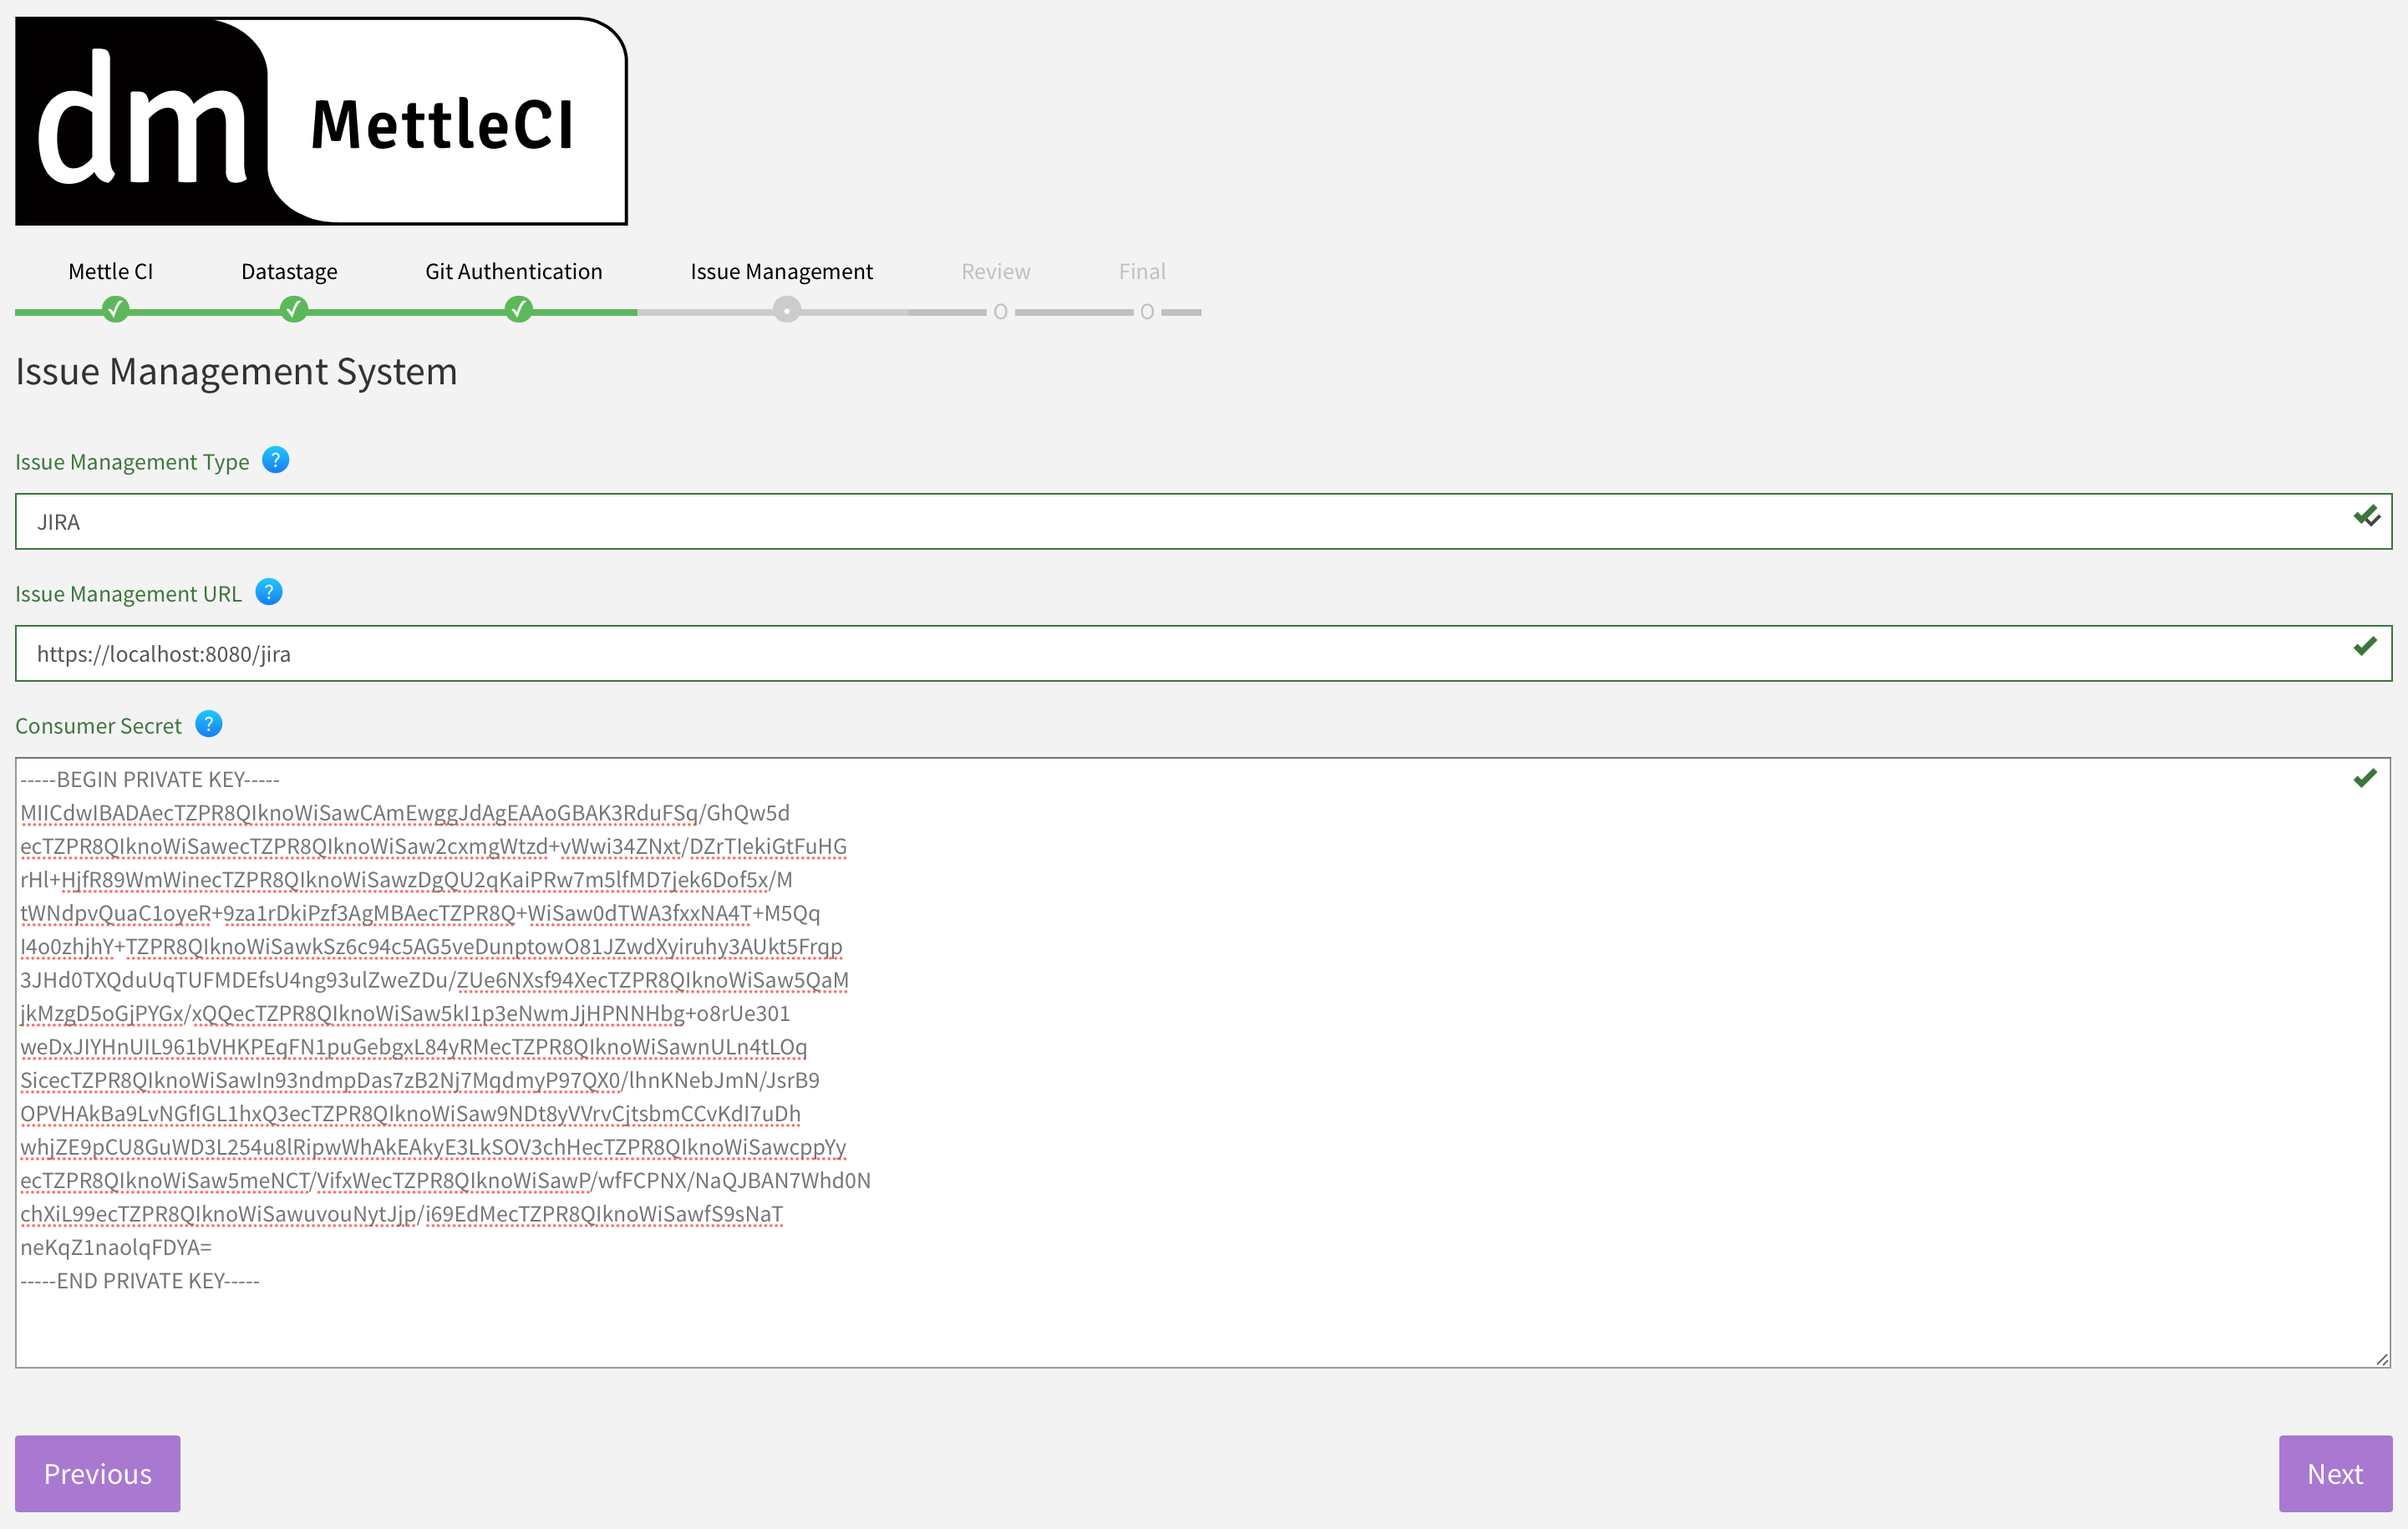 dm MettleCI
Mettle CI Datastage Git Authentication Issue Management Review Final
Issue Management System
Issue Management Type ?
JIRA
Issue Management URL ?
https://localhost:8080/jira
Consumer Secret ?
-----BEGIN PRIVATE KEY-----
MIICdwIBADAecTZPR8QIknoWiSawCAmEwggJdAgEAAoGBAK3RduFSq/GhQw5d
ecTZPR8QIknoWiSawecTZPR8QIknoWiSaw2cxmgWtzd+vWwi34ZNxt/DZrTIekiGtFuHG
rHl+HjfR89WmWinecTZPR8QIknoWiSawzDgQU2qKaiPRw7m5lfMD7jek6Dof5x/M
tWNdpvQuaC1oyeR+9za1rDkiPzf3AgMBAecTZPR8Q+WiSaw0dTWA3fxxNA4T+M5Qq
I4o0zhjhY+TZPR8QIknoWiSawkSz6c94c5AG5veDunptowO81JZwdXyiruhy3AUkt5Frqp
3JHd0TXQduUqTUFMDEfsU4ng93ulZweZDu/ZUe6NXsf94XecTZPR8QIknoWiSaw5QaM
jkMzgD5oGjPYGx/xQQecTZPR8QIknoWiSaw5kI1p3eNwmJjHPNNHbg+o8rUe301
weDxJIYHnUIL961bVHKPEqFN1puGebgxL84yRMecTZPR8QIknoWiSawnULn4tLOq
SicecTZPR8QIknoWiSawIn93ndmpDas7zB2Nj7MqdmyP97QX0/lhnKNebJmN/JsrB9
OPVHAkBa9LvNGfIGL1hxQ3ecTZPR8QIknoWiSaw9NDt8yVVrvCjtsbmCCvKdI7uDh
whjZE9pCU8GuWD3L254u8lRipwWhAkEAkyE3LkSOV3chHecTZPR8QIknoWiSawcppYy
ecTZPR8QIknoWiSaw5meNCT/VifxWecTZPR8QIknoWiSawP/wfFCPNX/NaQJBAN7Whd0N
chXiL99ecTZPR8QIknoWiSawuvouNytJjp/i69EdMecTZPR8QIknoWiSawfS9sNaT
neKqZ1naolqFDYA=
-----END PRIVATE KEY-----
Previous Next